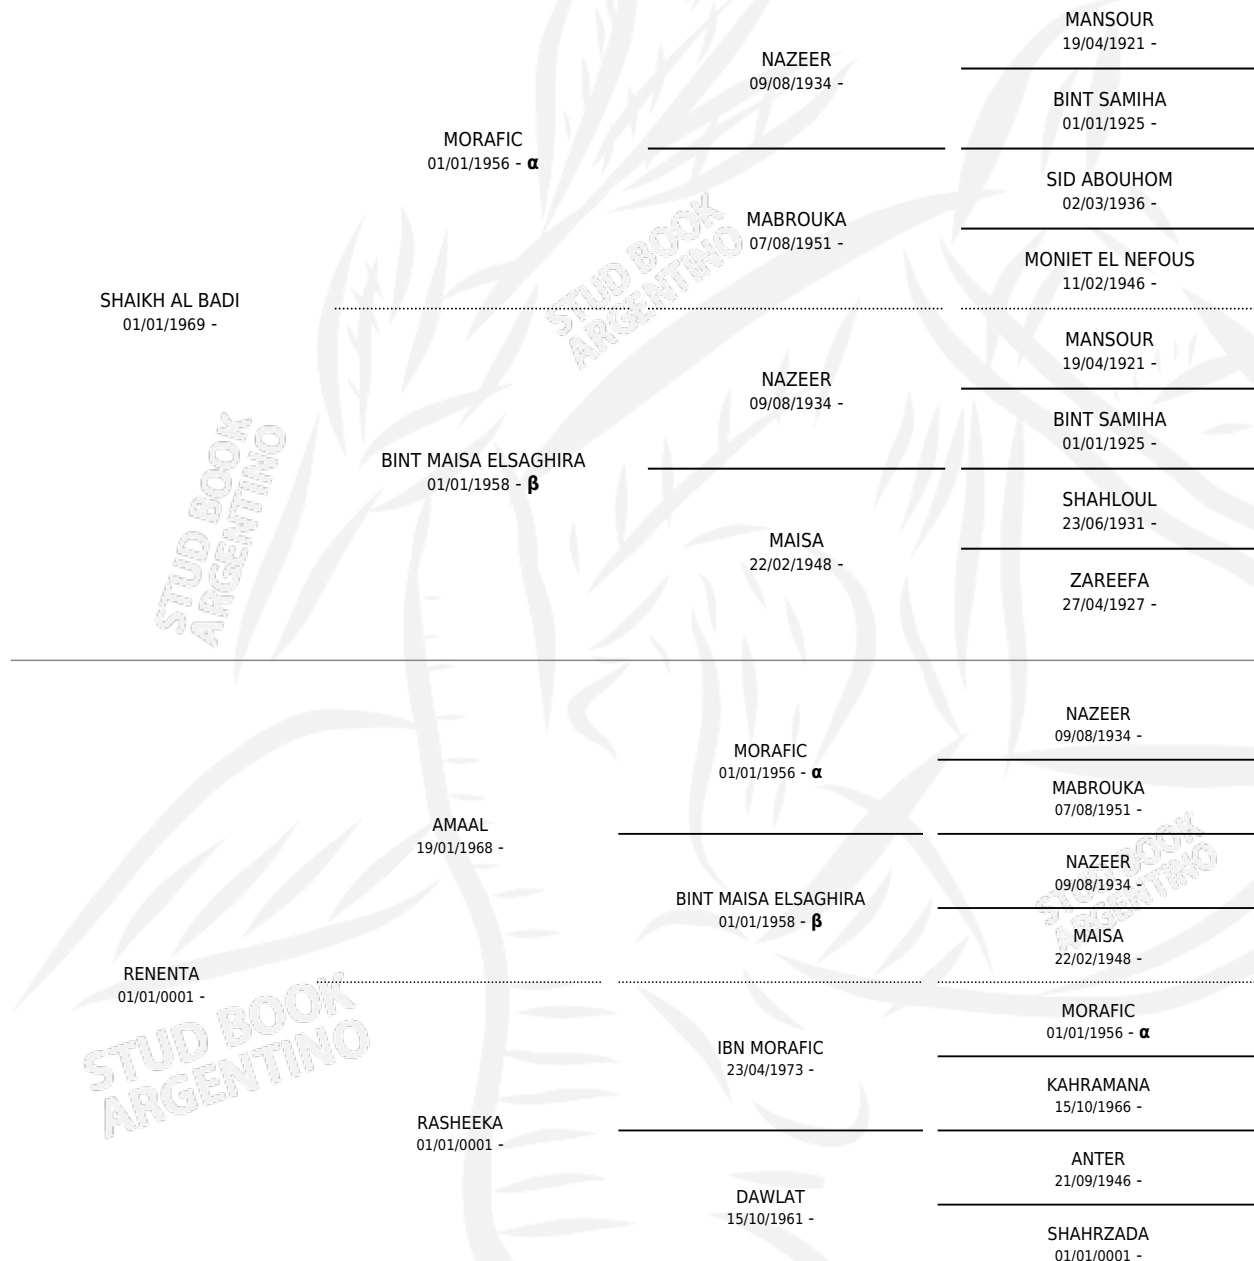 MANSOUR
19/04/1921 -
NAZEER
09/08/1934 -
BINT SAMIHA
01/01/1925 -
MORAFIC
01/01/1956 - α
SID ABOUHOM
02/03/1936 -
MABROUKA
07/08/1951 -
MONIET EL NEFOUS
11/02/1946 -
SHAIKH AL BADI
01/01/1969 -
STUD BOOK
ARGENTINO
MANSOUR
19/04/1921 -
NAZEER
09/08/1934 -
BINT SAMIHA
01/01/1925 -
BINT MAISA ELSAGHIRA
01/01/1958 - β
SHAHLOUL
23/06/1931 -
MAISA
22/02/1948 -
ZAREEFA
27/04/1927 -
STUD BOOK
ARGENTINO
NAZEER
09/08/1934 -
MORAFIC
01/01/1956 - α
MABROUKA
07/08/1951 -
AMAAL
19/01/1968 -
NAZEER
09/08/1934 -
BINT MAISA ELSAGHIRA
01/01/1958 - β
MAISA
22/02/1948 -
STUD BOOK
ARGENTINO
RENENTA
01/01/0001 -
STUD BOOK
ARGENTINO
MORAFIC
01/01/1956 - α
IBN MORAFIC
23/04/1973 -
KAHRAMANA
15/10/1966 -
RASHEEKA
01/01/0001 -
ANTER
21/09/1946 -
DAWLAT
15/10/1961 -
SHAHRZADA
01/01/0001 -